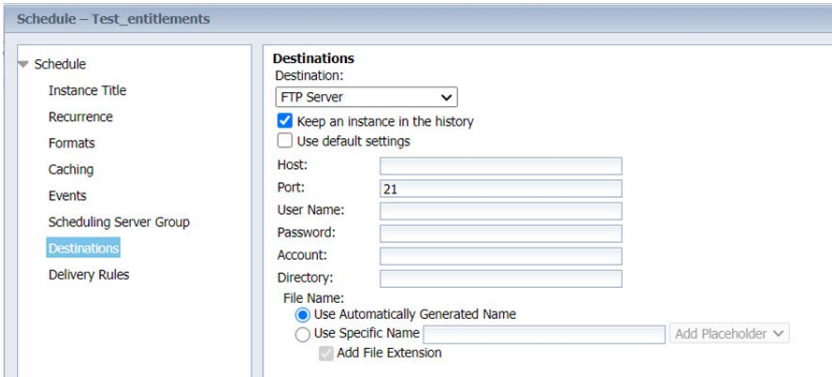 Schedule – Test_entitlements
Schedule
Instance Title
Recurrence
Formats
Caching
Events
Scheduling Server Group
Destinations
Delivery Rules
Destinations
Destination:
FTP Server
Keep an instance in the history
Use default settings
Host:
Port: 21
User Name:
Password:
Account:
Directory:
File Name:
Use Automatically Generated Name
Use Specific Name Add Placeholder
Add File Extension